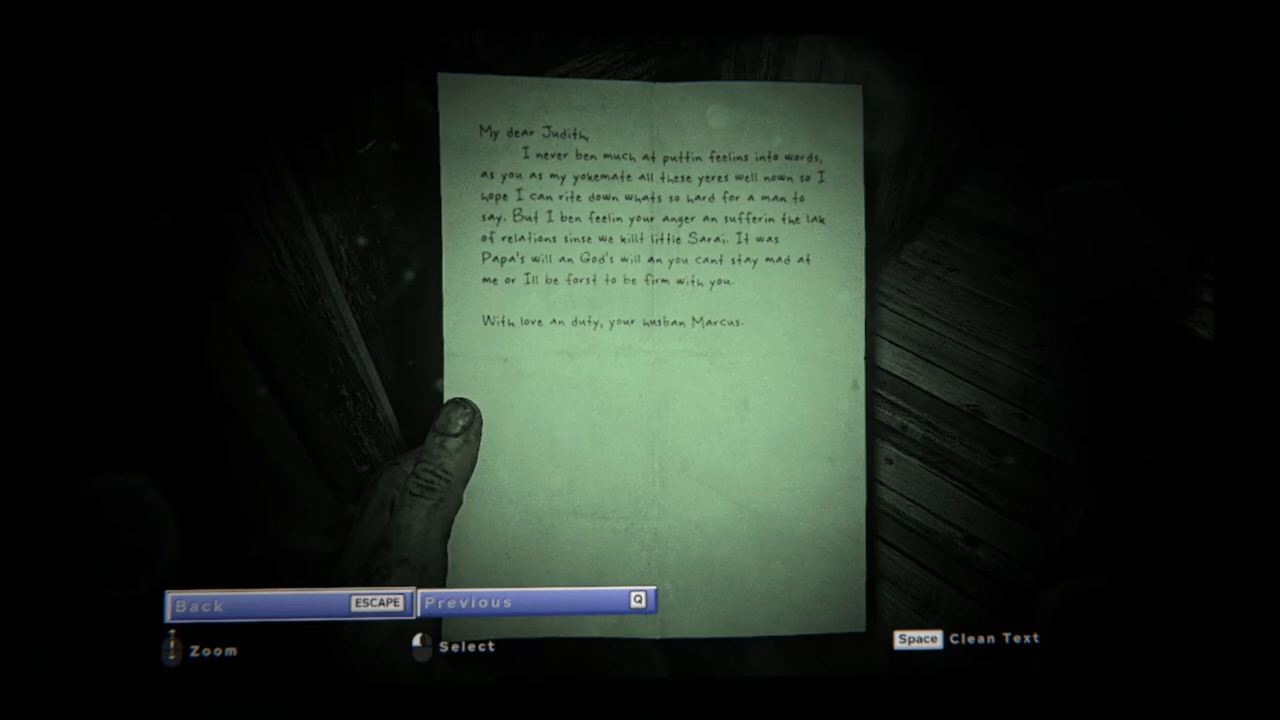 My dear Judith,
I never ben much at puttin feelins into words,
as you as my yokemate all these yeres well nown so I
hope I can rite down whats so hard for a man to
say. But I ben feelin your anger an sufferin the lak
of relations sinse we killt little Sarai. It was
Papa's will an God's will an you cant stay mad at
me or Ill be forst to be firm with you.
With love an duty, your husban Marcus.
Back ESCAPE Previous Q
Zoom Select Space Clean Text